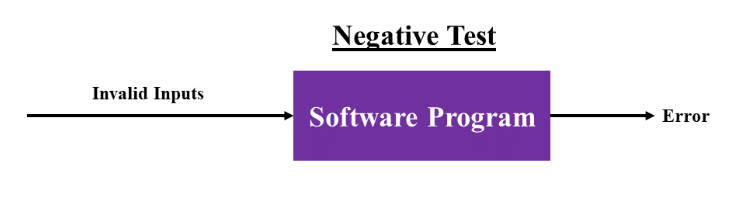 Negative Test
Invalid Inputs
Software Program
Error